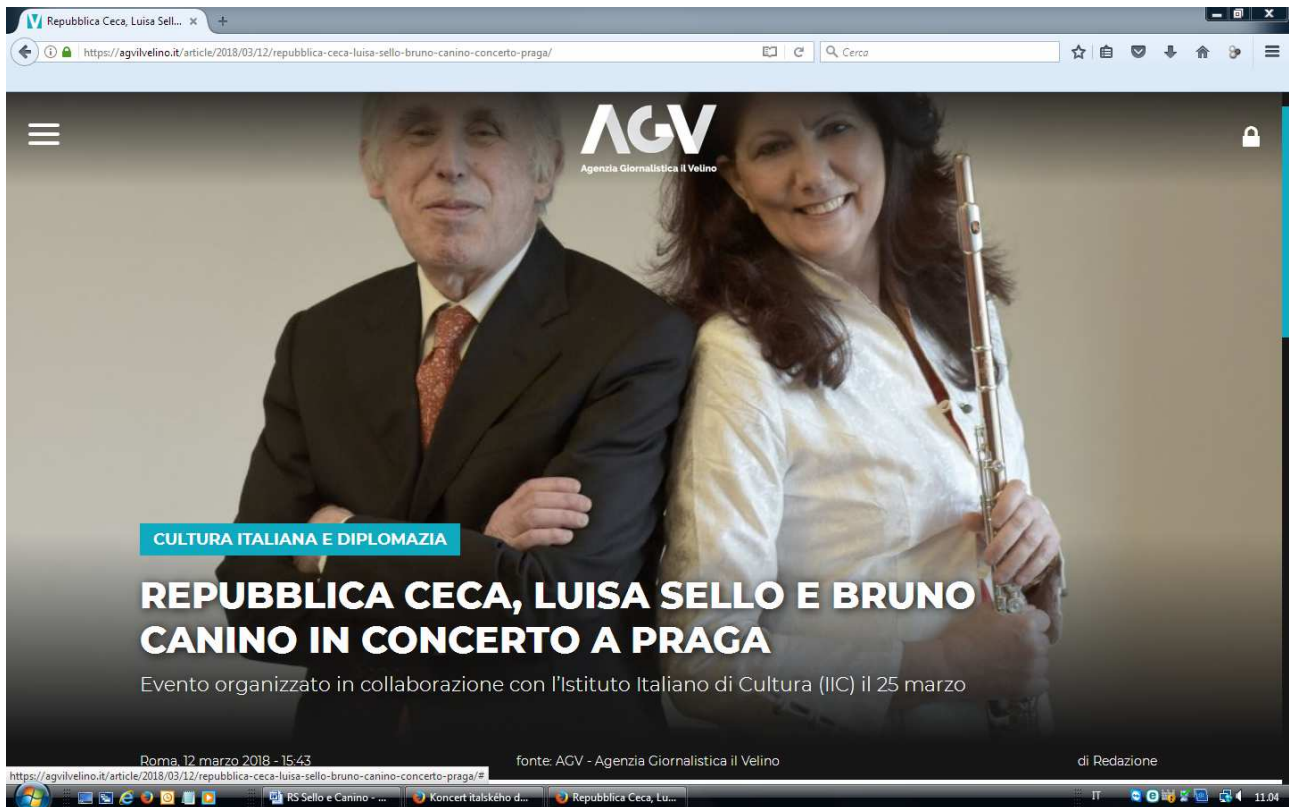 Repubblica Ceca, Luisa Sell...
https://agvilvelino.it/article/2018/03/12/repubblica-ceca-luisa-sello-bruno-canino-concerto-praga/
Cerca
AGV
Agenzia Giornalistica il Velino
CULTURA ITALIANA E DIPLOMAZIA
REPUBBLICA CECA, LUISA SELLO E BRUNO
CANINO IN CONCERTO A PRAGA
Evento organizzato in collaborazione con l'Istituto Italiano di Cultura (IIC) il 25 marzo
Roma, 12 marzo 2018 - 15:43 fonte: AGV - Agenzia Giornalistica il Velino di Redazione
https://agvilvelino.it/article/2018/03/12/repubblica-ceca-luisa-sello-bruno-canino-concerto-praga/#
RS Sello e Canino - ... Koncert italského d... Repubblica Ceca, Lu... IT 11.04